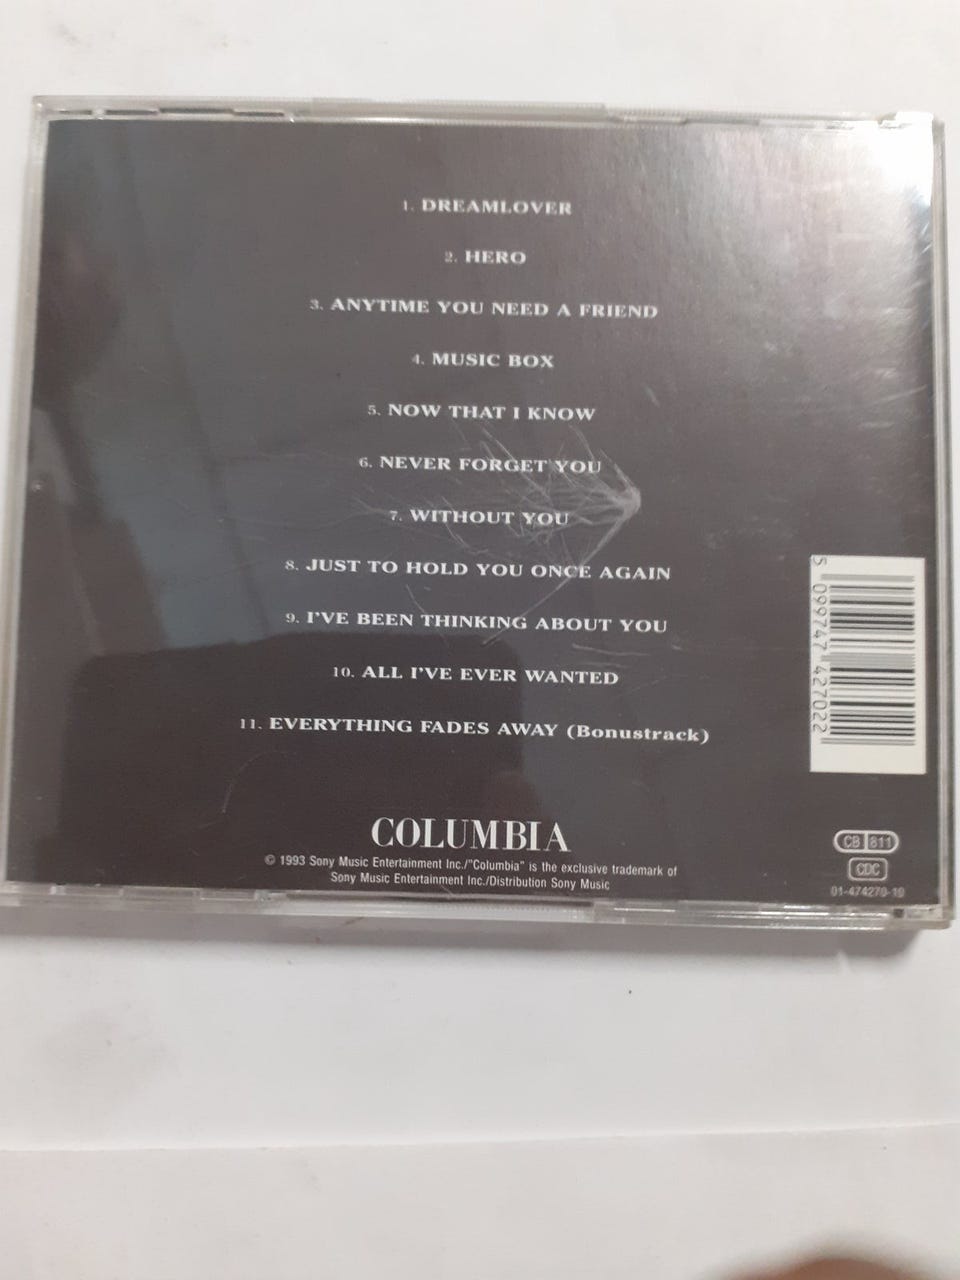 1. DREAMLOVER
2. HERO
3. ANYTIME YOU NEED A FRIEND
4. MUSIC BOX
5. NOW THAT I KNOW
6. NEVER FORGET YOU
7. WITHOUT YOU
8. JUST TO HOLD YOU ONCE AGAIN
9. I'VE BEEN THINKING ABOUT YOU
10. ALL I'VE EVER WANTED
11. EVERYTHING FADES AWAY (Bonustrack)
5 099747 427022
COLUMBIA
© 1993 Sony Music Entertainment Inc./"Columbia" is the exclusive trademark of
Sony Music Entertainment Inc./Distribution Sony Music
CB 811
CDC
01-474270-10